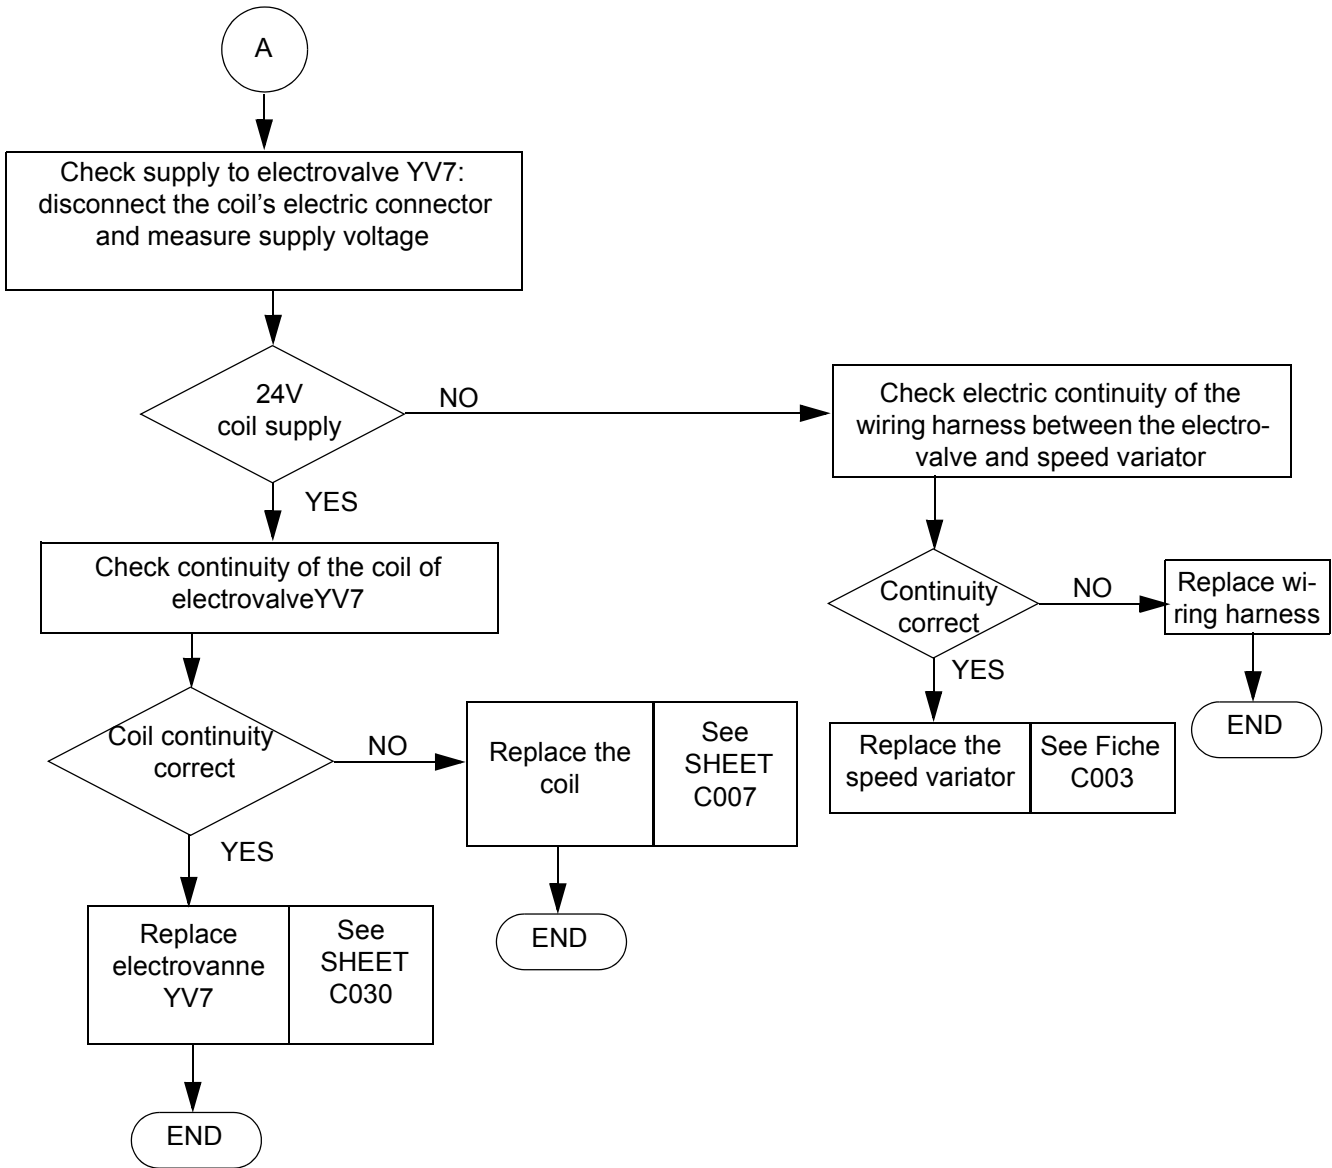 A
Check supply to electrovalve YV7:
disconnect the coil's electric connector
and measure supply voltage
24V
coil supply
NO
YES
Check electric continuity of the
wiring harness between the electro-
valve and speed variator
Check continuity of the coil of
electrovalveYV7
Continuity
correct
NO
YES
Replace wi-
ring harness
END
Replace the
speed variator
See Fiche
C003
Coil continuity
correct
NO
YES
Replace the
coil
See
SHEET
C007
END
Replace
electrovanne
YV7
See
SHEET
C030
END